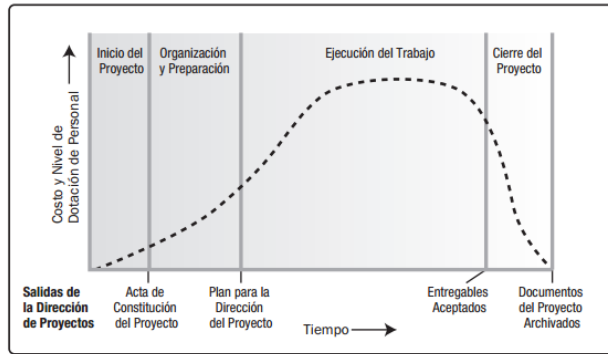 Inicio del
Proyecto
Organización
y Preparación
Ejecución del Trabajo
Cierre del
Proyecto
Costo y Nivel de
Dotación de Personal
Salidas de
la Dirección
de Proyectos
Acta de
Constitución
del Proyecto
Plan para la
Dirección
del Proyecto
Tiempo
Entregables
Aceptados
Documentos
del Proyecto
Archivados